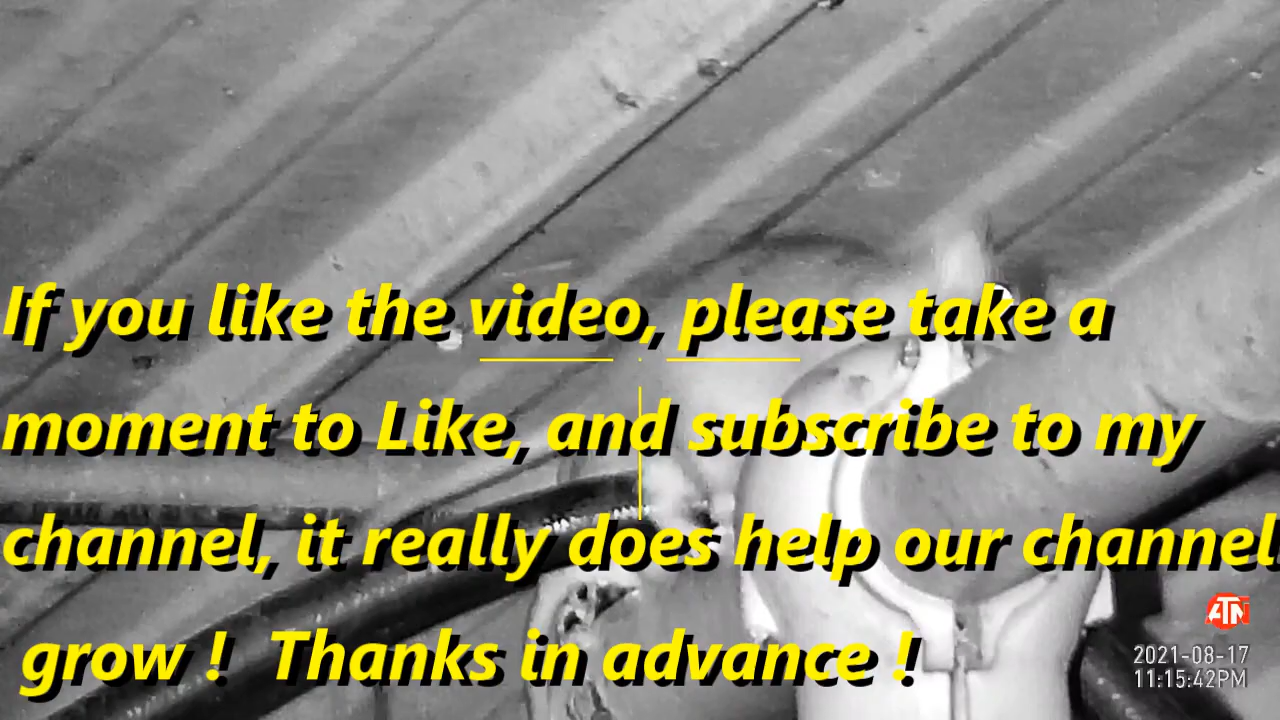 If you like the video, please take a
moment to Like, and subscribe to my
channel, it really does help our channel
grow ! Thanks in advance !
ATN
2021-08-17
11:15:42PM